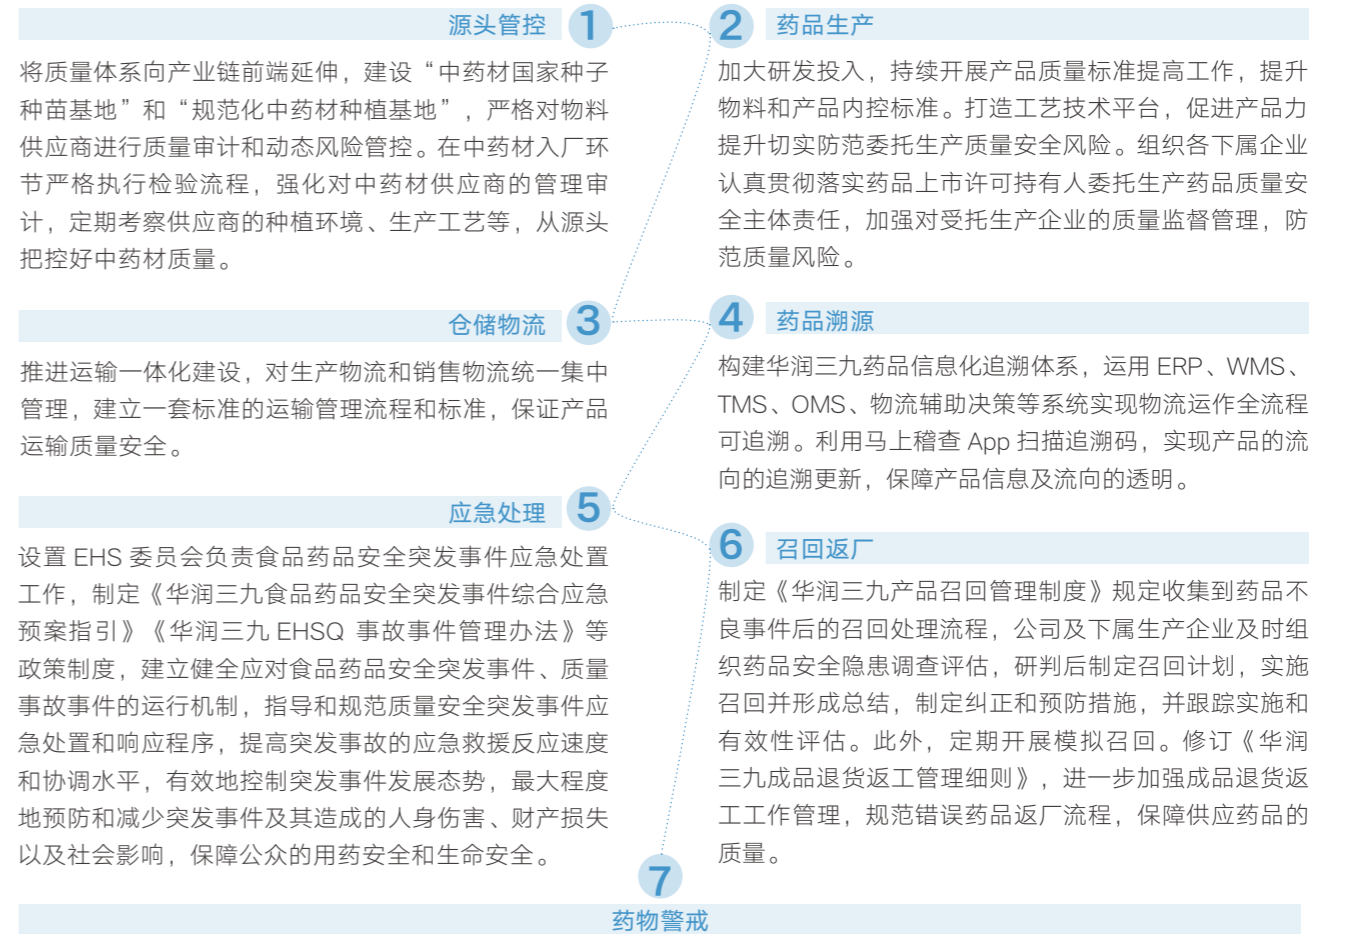 源头管控 1
将质量体系向产业链前端延伸，建设“中药材国家种子
种苗基地”和“规范化中药材种植基地”，严格对物料
供应商进行质量审计和动态风险管控。在中药材入厂环
节严格执行检验流程，强化对中药材供应商的管理审
计，定期考察供应商的种植环境、生产工艺等，从源头
把控好中药材质量。
2 药品生产
加大研发投入，持续开展产品质量标准提高工作，提升
物料和产品内控标准。打造工艺技术平台，促进产品力
提升切实防范委托生产质量安全风险。组织各下属企业
认真贯彻落实药品上市许可持有人委托生产药品质量安
全主体责任，加强对受托生产企业的质量监督管理，防
范质量风险。
仓储物流 3
推进运输一体化建设，对生产物流和销售物流统一集中
管理，建立一套标准的运输管理流程和标准，保证产品
运输质量安全。
4 药品溯源
构建华润三九药品信息化追溯体系，运用 ERP、WMS、
TMS、OMS、物流辅助决策等系统实现物流运作全流程
可追溯。利用马上稽查 App 扫描追溯码，实现产品的流
向的追溯更新，保障产品信息及流向的透明。
应急处理 5
设置 EHS 委员会负责食品药品安全突发事件应急处置
工作，制定《华润三九食品药品安全突发事件综合应急
预案指引》《华润三九 EHSQ 事故事件管理办法》等
政策制度，建立健全应对食品药品安全突发事件、质量
事故事件的运行机制，指导和规范质量安全突发事件应
急处置和响应程序，提高突发事故的应急救援反应速度
和协调水平，有效地控制突发事件发展态势，最大程度
地预防和减少突发事件及其造成的人身伤害、财产损失
以及社会影响，保障公众的用药安全和生命安全。
6 召回返厂
制定《华润三九产品召回管理制度》规定收集到药品不
良事件后的召回处理流程，公司及下属生产企业及时组
织药品安全隐患调查评估，研判后制定召回计划，实施
召回并形成总结，制定纠正和预防措施，并跟踪实施和
有效性评估。此外，定期开展模拟召回。修订《华润
三九成品退货返工管理细则》，进一步加强成品退货返
工工作管理，规范错误药品返厂流程，保障供应药品的
质量。
7
药物警戒